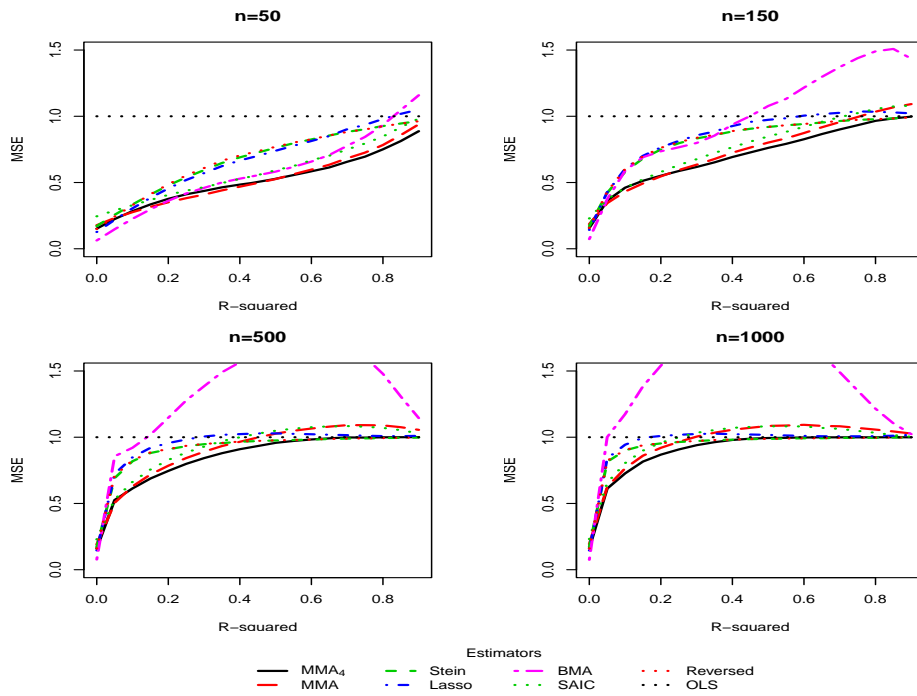 n=50
n=150
MSE
0.0 0.5 1.0 1.5
0.0 0.2 0.4 0.6 0.8
R-squared
MSE
0.0 0.5 1.0 1.5
0.0 0.2 0.4 0.6 0.8
R-squared
n=500
n=1000
MSE
0.0 0.5 1.0 1.5
0.0 0.2 0.4 0.6 0.8
R-squared
MSE
0.0 0.5 1.0 1.5
0.0 0.2 0.4 0.6 0.8
R-squared
Estimators
MMA₄ Stein BMA Reversed
MMA Lasso SAIC OLS